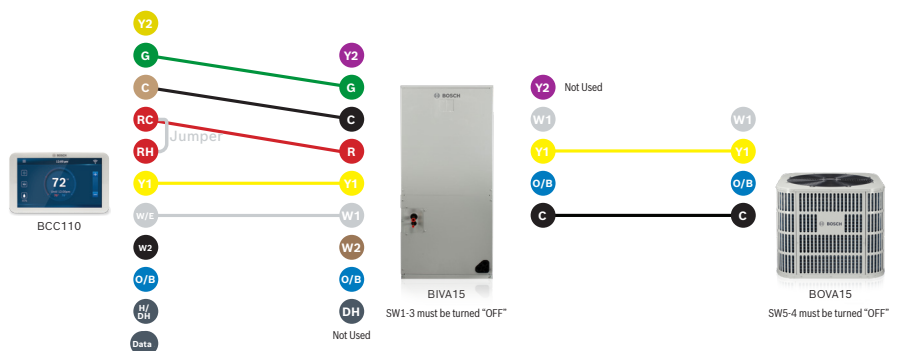 Y2
G
C
RC
RH
Jumper
Y1
W/E
W2
O/B
H/
DH
Data
BOSCH
72
BCC110
Y2
G
C
R
Y1
W1
W2
O/B
DH
Not Used
BOSCH
BIVA15
SW1-3 must be turned “OFF”
Y2
Not Used
W1
Y1
O/B
C
W1
Y1
O/B
C
BOSCH
BOVA15
SW5-4 must be turned “OFF”